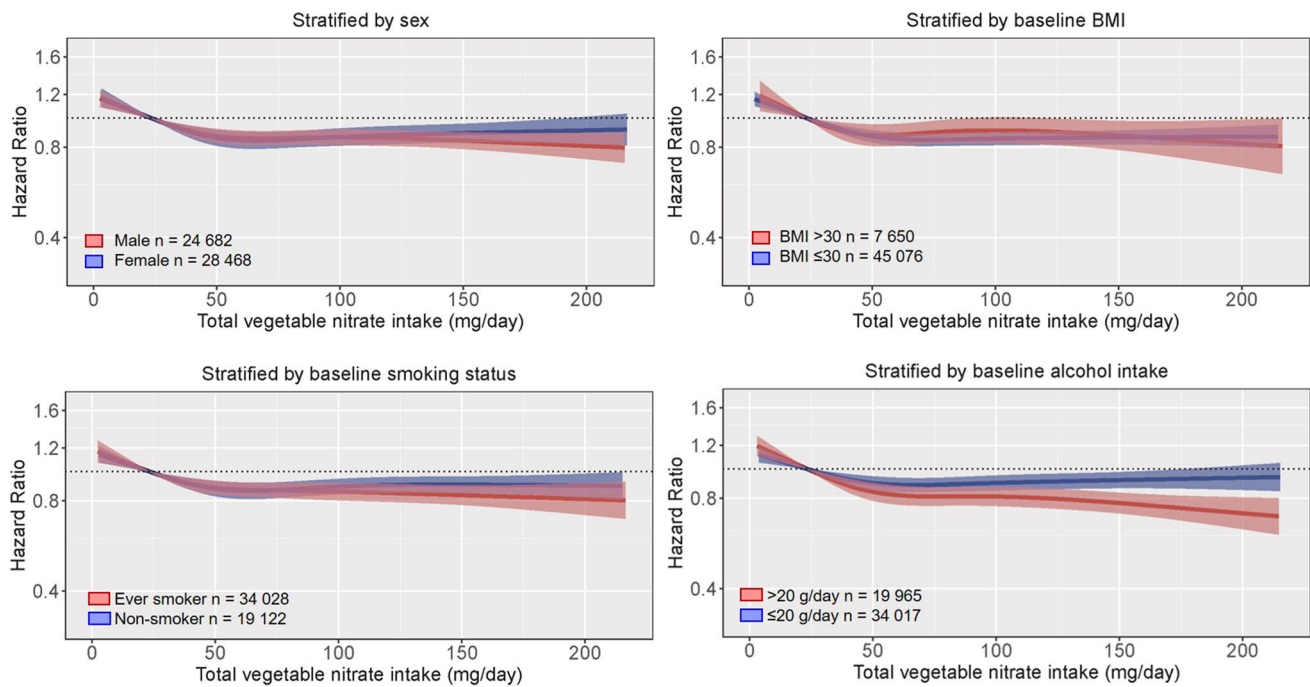 Stratified by sex
Hazard Ratio
1.6
1.2
0.8
0.4
Male n = 24 682
Female n = 28 468
0 50 100 150 200
Total vegetable nitrate intake (mg/day)
Stratified by baseline BMI
Hazard Ratio
1.6
1.2
0.8
0.4
BMI >30 n = 7 650
BMI ≤30 n = 45 076
0 50 100 150 200
Total vegetable nitrate intake (mg/day)
Stratified by baseline smoking status
Hazard Ratio
1.6
1.2
0.8
0.4
Ever smoker n = 34 028
Non-smoker n = 19 122
0 50 100 150 200
Total vegetable nitrate intake (mg/day)
Stratified by baseline alcohol intake
Hazard Ratio
1.6
1.2
0.8
0.4
>20 g/day n = 19 965
≤20 g/day n = 34 017
0 50 100 150 200
Total vegetable nitrate intake (mg/day)